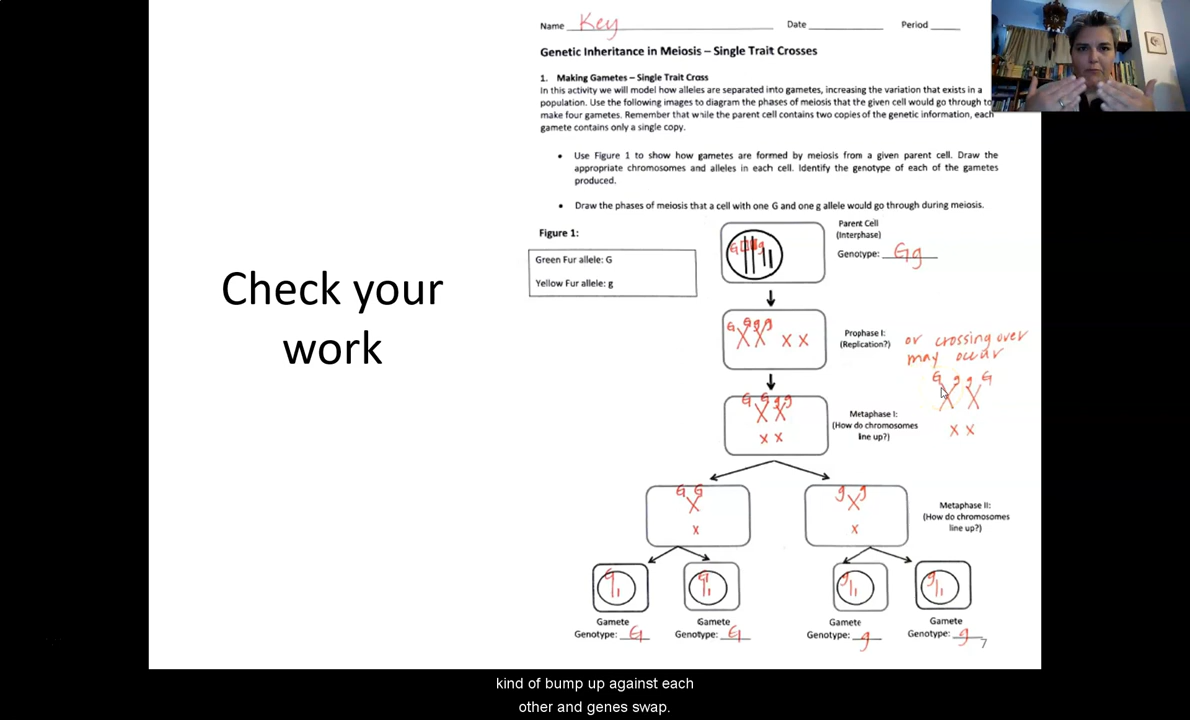 Name Key Date Period
Genetic Inheritance in Meiosis – Single Trait Crosses
1. Making Gametes – Single Trait Cross
In this activity we will model how alleles are separated into gametes, increasing the variation that exists in a
population. Use the following images to diagram the phases of meiosis that the given cell would go through to
make four gametes. Remember that while the parent cell contains two copies of the genetic information, each
gamete contains only a single copy.
• Use Figure 1 to show how gametes are formed by meiosis from a given parent cell. Draw the
appropriate chromosomes and alleles in each cell. Identify the genotype of each of the gametes
produced.
• Draw the phases of meiosis that a cell with one G and one g allele would go through during meiosis.
Figure 1:
Green Fur allele: G
Yellow Fur allele: g
G g
Parent Cell
(Interphase)
Genotype: Gg
Check your
work
G G g g
Prophase I:
(Replication?)
or crossing over
may occur
G g g G
G G g g
Metaphase I:
(How do chromosomes
line up?)
G G
g g
Metaphase II:
(How do chromosomes
line up?)
G
G
g
g
Gamete
Genotype: G
Gamete
Genotype: G
Gamete
Genotype: g
Gamete
Genotype: g
7
kind of bump up against each
other and genes swap.